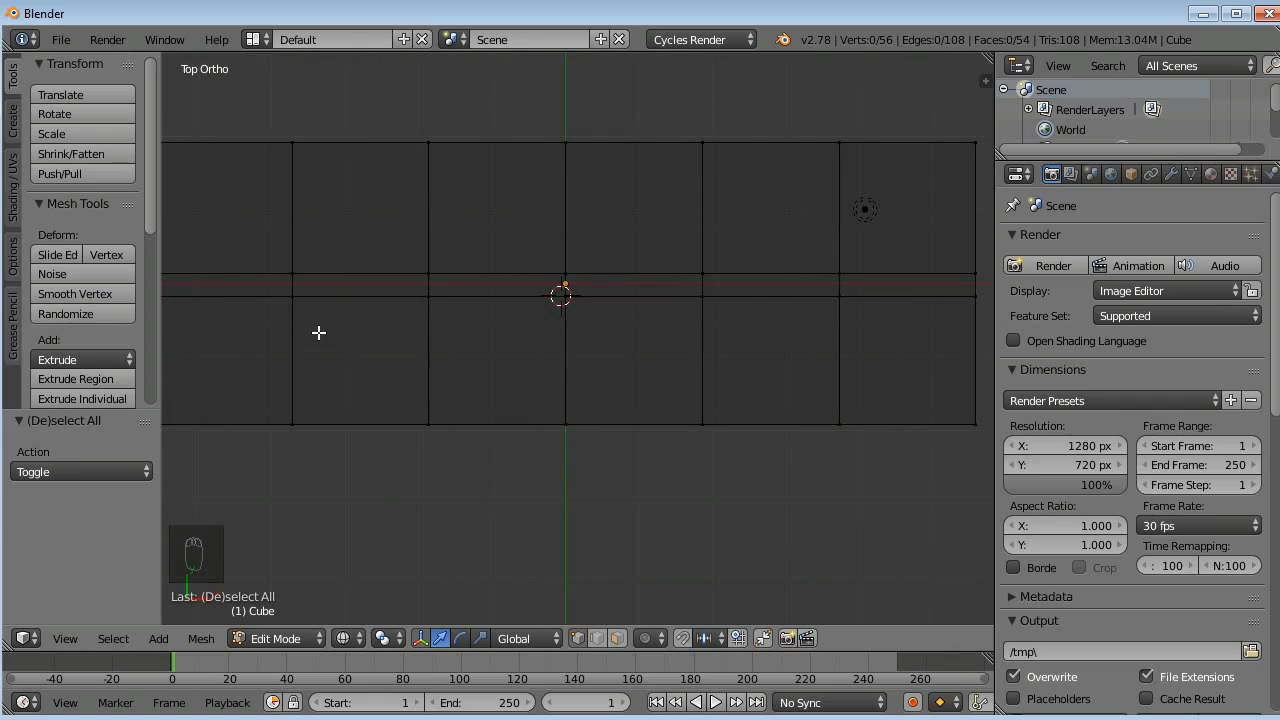 Blender
File Render Window Help Default Scene Cycles Render v2.78 | Verts:0/56 | Edges:0/108 | Faces:0/54 | Tris:108 | Mem:13.04M | Cube
Tools
Create
Shading / UVs
Options
Grease Pencil
Transform
Translate
Rotate
Scale
Shrink/Fatten
Push/Pull
Mesh Tools
Deform:
Slide Ed Vertex
Noise
Smooth Vertex
Randomize
Add:
Extrude
Extrude Region
Extrude Individual
(De)select All
Action
Toggle
Top Ortho
Last: (De)select All
(1) Cube
View Select Add Mesh Edit Mode Global
-40 -20 0 20 40 60 80 100 120 140 160 180 200 220 240 260
View Marker Frame Playback Start: 1 End: 250 1 No Sync
View Search All Scenes
Scene
RenderLayers
World
Scene
Render
Render Animation Audio
Display: Image Editor
Feature Set: Supported
Open Shading Language
Dimensions
Render Presets
Resolution: Frame Range:
X: 1280 px Start Frame: 1
Y: 720 px End Frame: 250
100% Frame Step: 1
Aspect Ratio: Frame Rate:
X: 1.000 30 fps
Y: 1.000 Time Remapping:
Borde Crop : 100 N:100
Metadata
Output
/tmp\
Overwrite File Extensions
Placeholders Cache Result